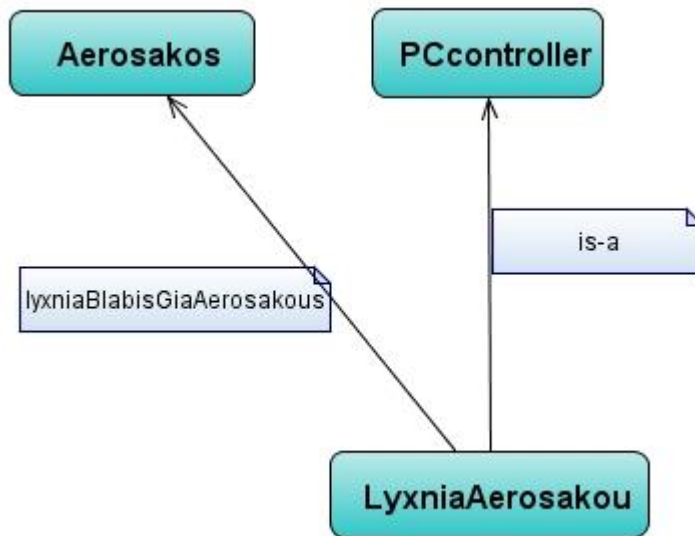 Aerosakos
PCcontroller
is-a
lyxniaBlabisGiaAerosakous
LyxniaAerosakou